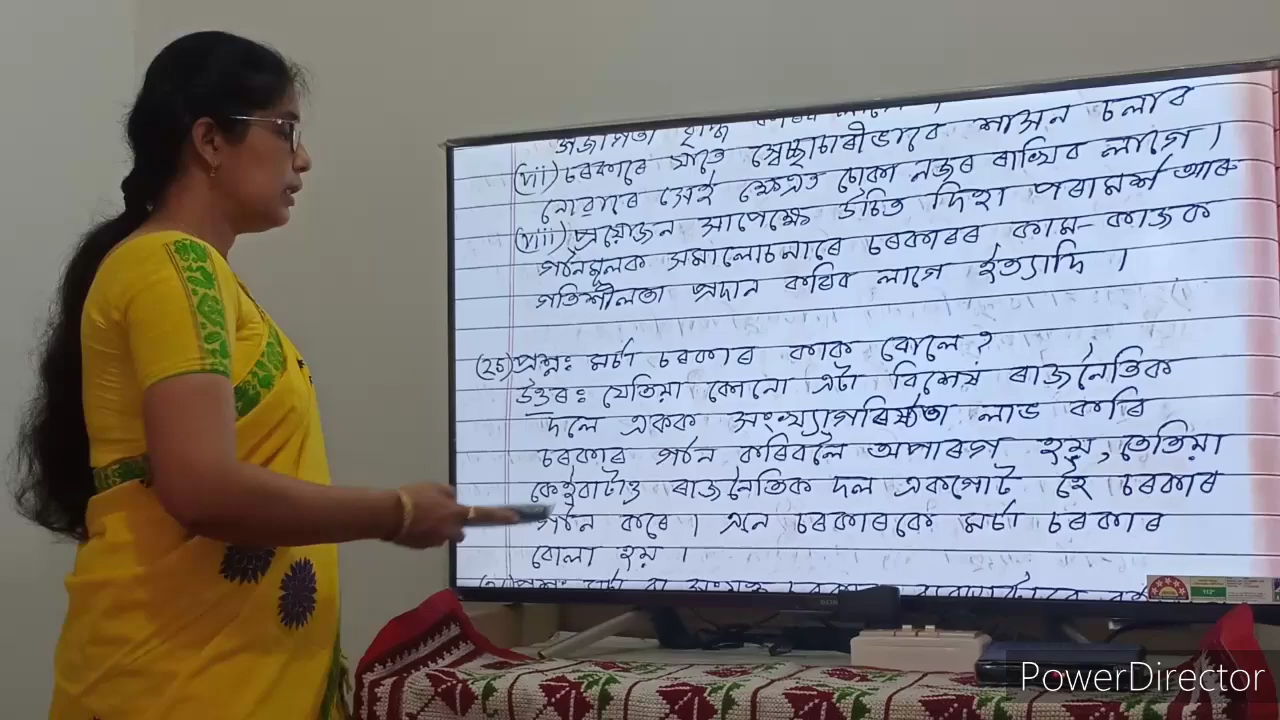 (vii) চৰকাৰে যাতে স্বেচ্ছাচাৰীভাৱে শাসন চলাব
নোৱাৰে সেই ক্ষেত্ৰত চোকা নজৰ ৰাখিব লাগে।
(viii) প্ৰয়োজন সাপেক্ষে উচিত দিহা পৰামৰ্শ আৰু
গঠনমূলক সমালোচনাৰে চৰকাৰৰ কাম-কাজক
গতিশীলতা প্ৰদান কৰিব লাগে ইত্যাদি।
(২৫) প্ৰশ্নঃ মৰ্চা চৰকাৰ কাক বোলে?
উত্তৰঃ যেতিয়া কোনো এটা বিশেষ ৰাজনৈতিক
দলে একক সংখ্যাগৰিষ্ঠতা লাভ কৰি
চৰকাৰ গঠন কৰিবলৈ অপাৰগ হয়, তেতিয়া
কেইবাটাও ৰাজনৈতিক দল একগোট হৈ চৰকাৰ
গঠন কৰে। এনে চৰকাৰকে মৰ্চা চৰকাৰ
বোলা হয়।
PowerDirector